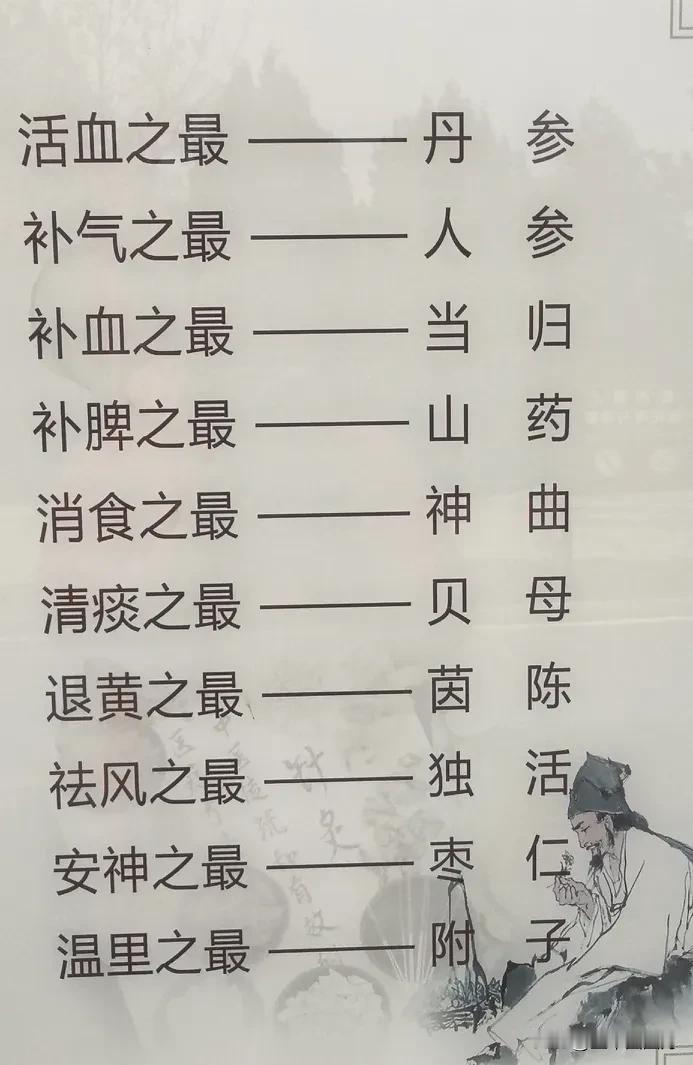 活血之最——丹参
补气之最——人参
补血之最——当归
补脾之最——山药
消食之最——神曲
清痰之最——贝母
退黄之最——茵陈
祛风之最——独活
安神之最——枣仁
温里之最——附子
针灸